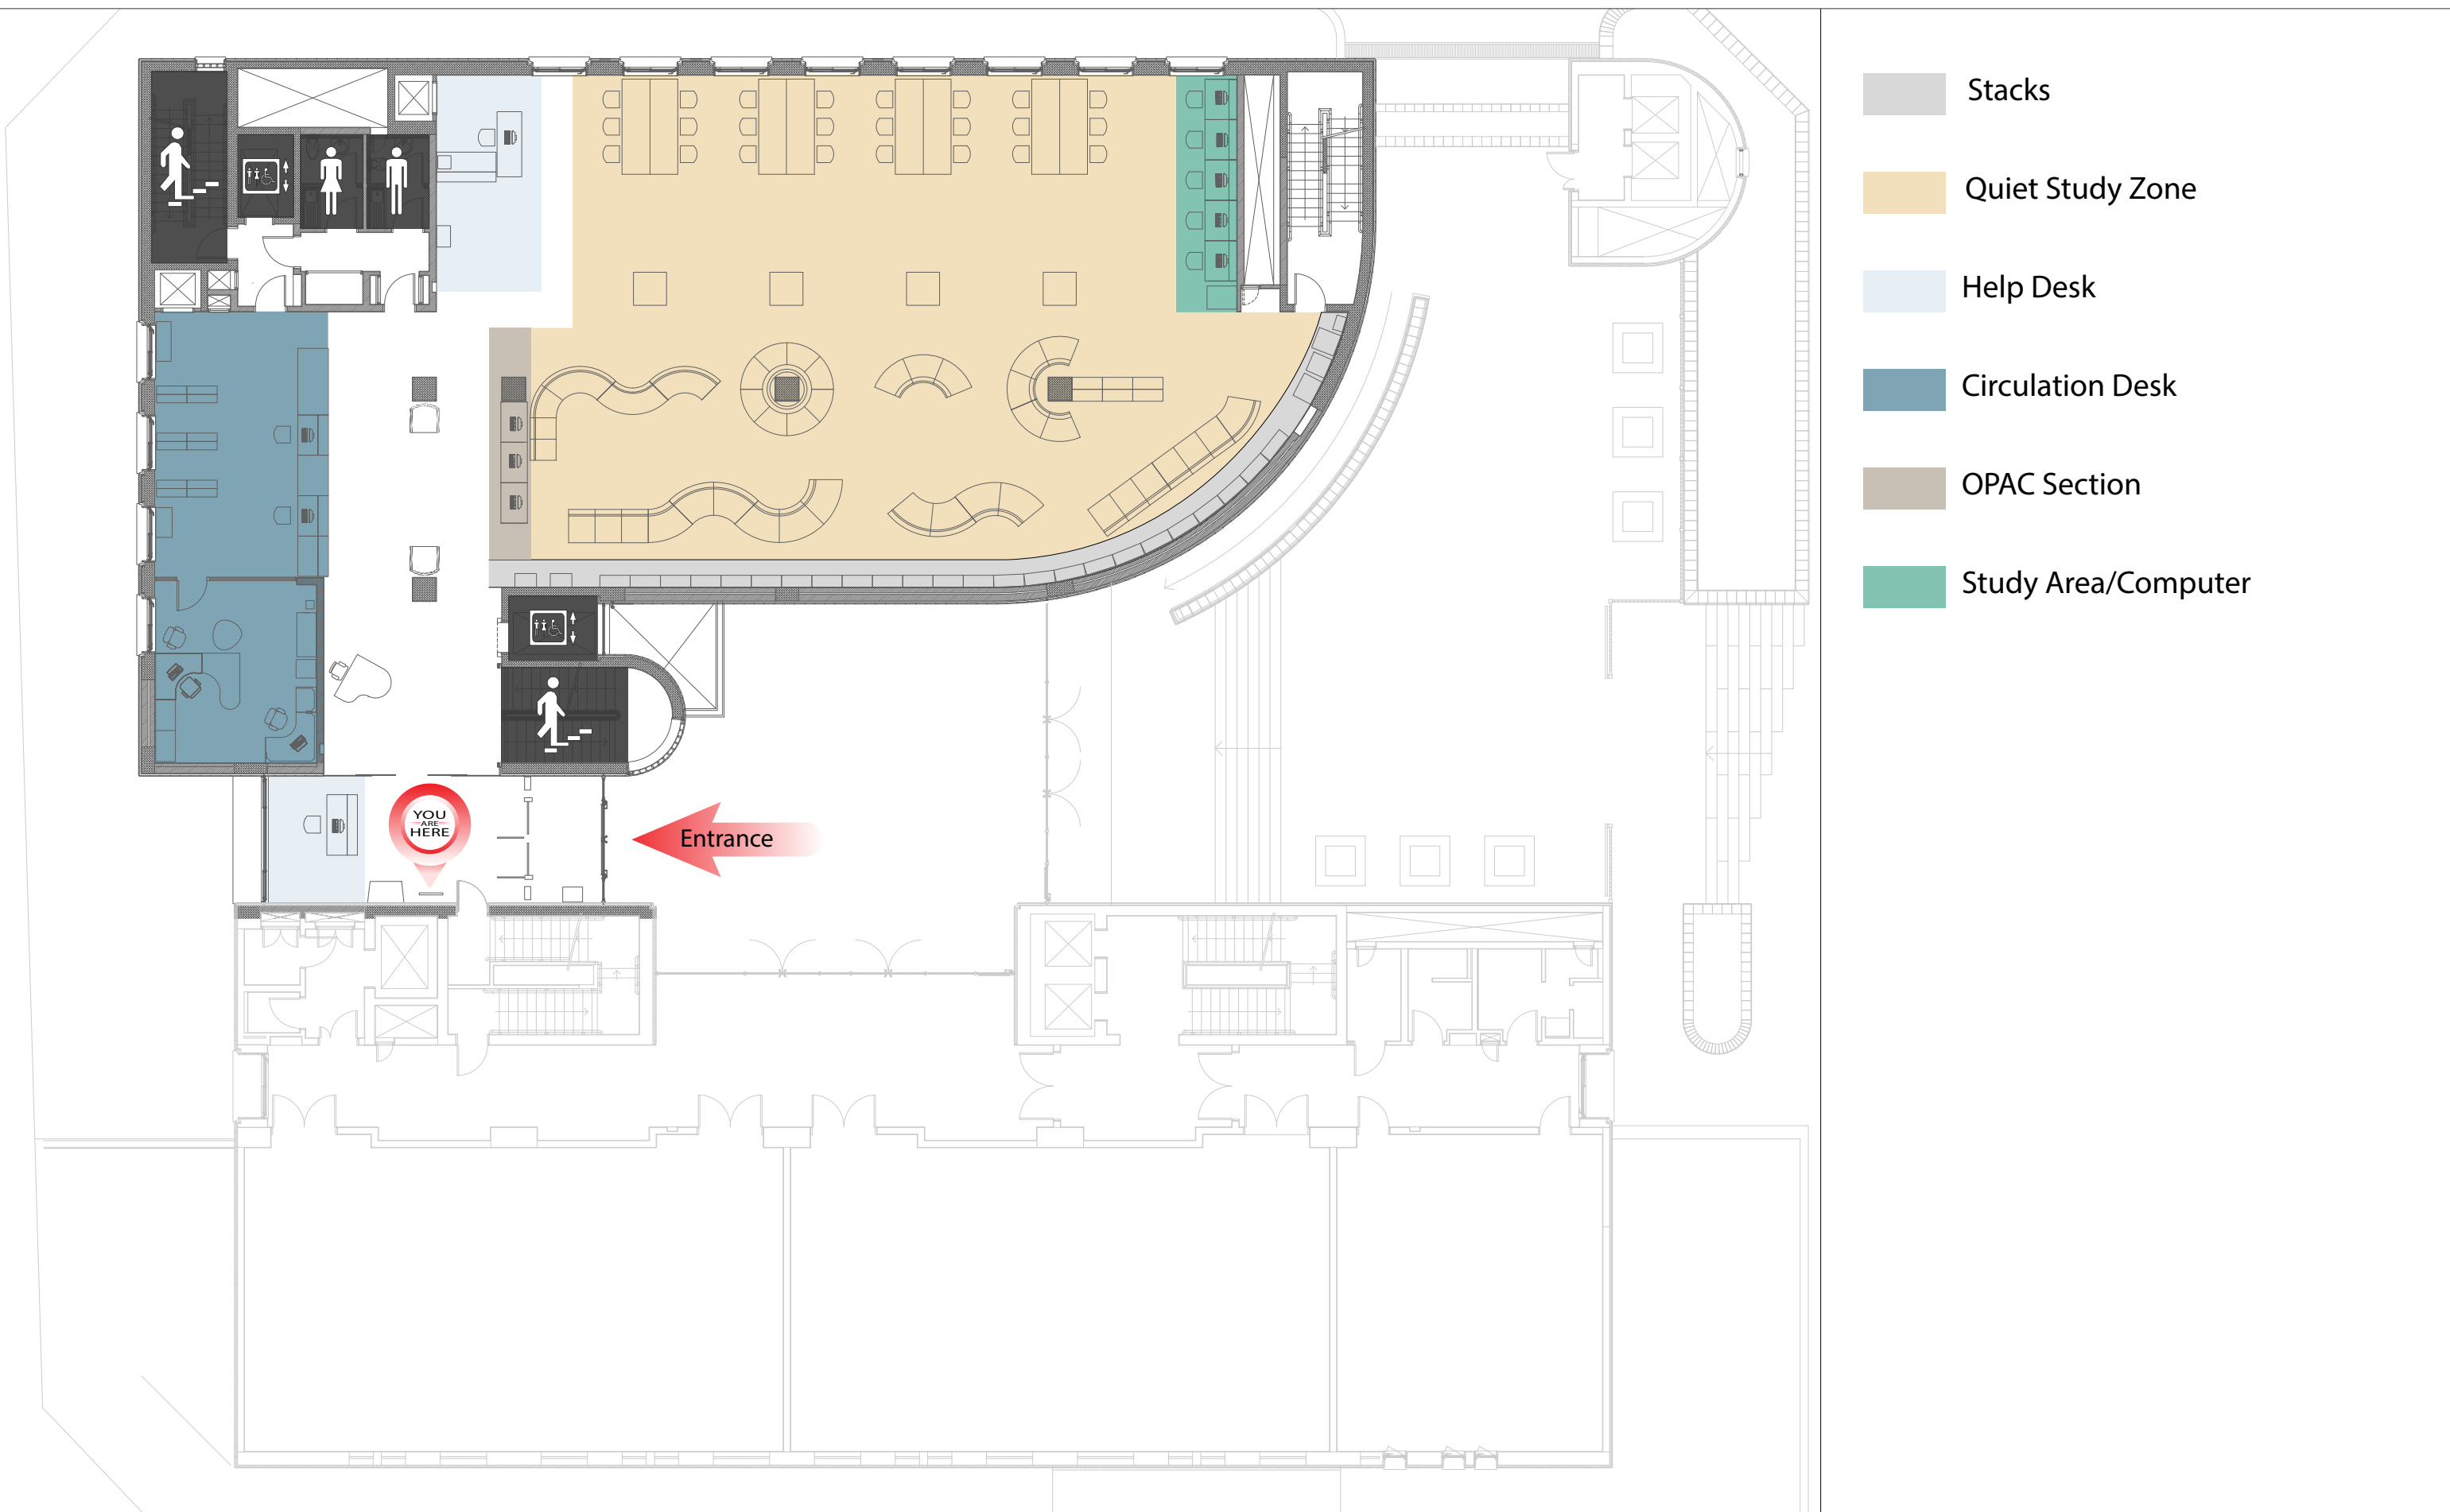 Stacks
Quiet Study Zone
Help Desk
Circulation Desk
OPAC Section
Study Area/Computer
YOU
ARE
HERE
Entrance